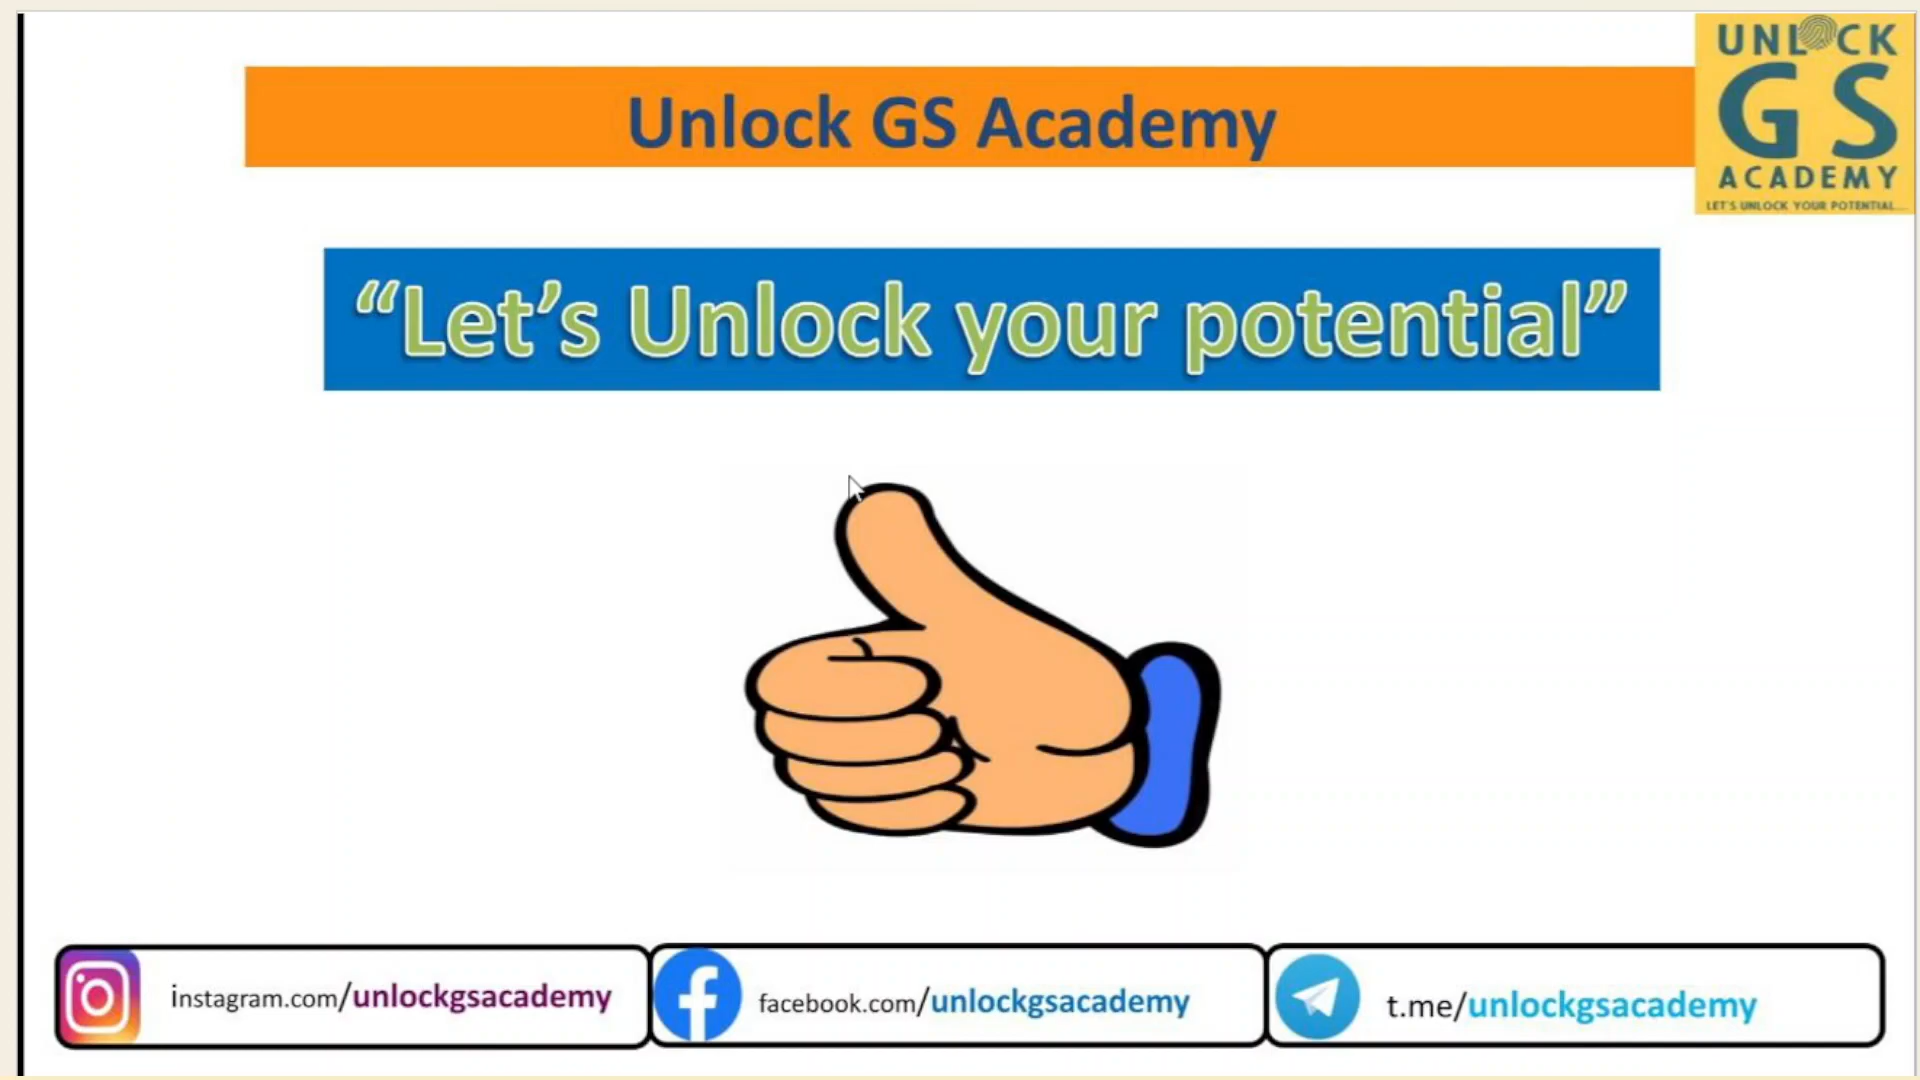 UNLOCK
GS
ACADEMY
LET'S UNLOCK YOUR POTENTIAL...
Unlock GS Academy
“Let’s Unlock your potential”
instagram.com/unlockgsacademy
facebook.com/unlockgsacademy
t.me/unlockgsacademy